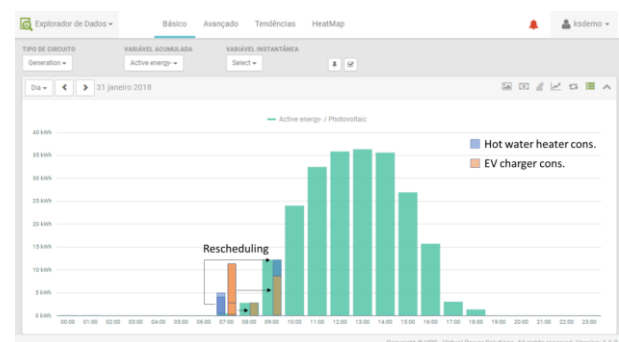 Explorador de Dados Básico Avançado Tendências HeatMap ksdemo
TIPO DE CIRCUITO VARIÁVEL ACUMULADA VARIÁVEL INSTANTÂNEA
Generation Active energy- Select
Dia 31 janeiro 2018
Active energy- / Photovoltaic
40 kWh
35 kWh
30 kWh
25 kWh
20 kWh
15 kWh
10 kWh
5 kWh
0 kWh
Hot water heater cons.
EV charger cons.
Rescheduling
00:00 01:00 02:00 03:00 04:00 05:00 06:00 07:00 08:00 09:00 10:00 11:00 12:00 13:00 14:00 15:00 16:00 17:00 18:00 19:00 20:00 21:00 22:00 23:00